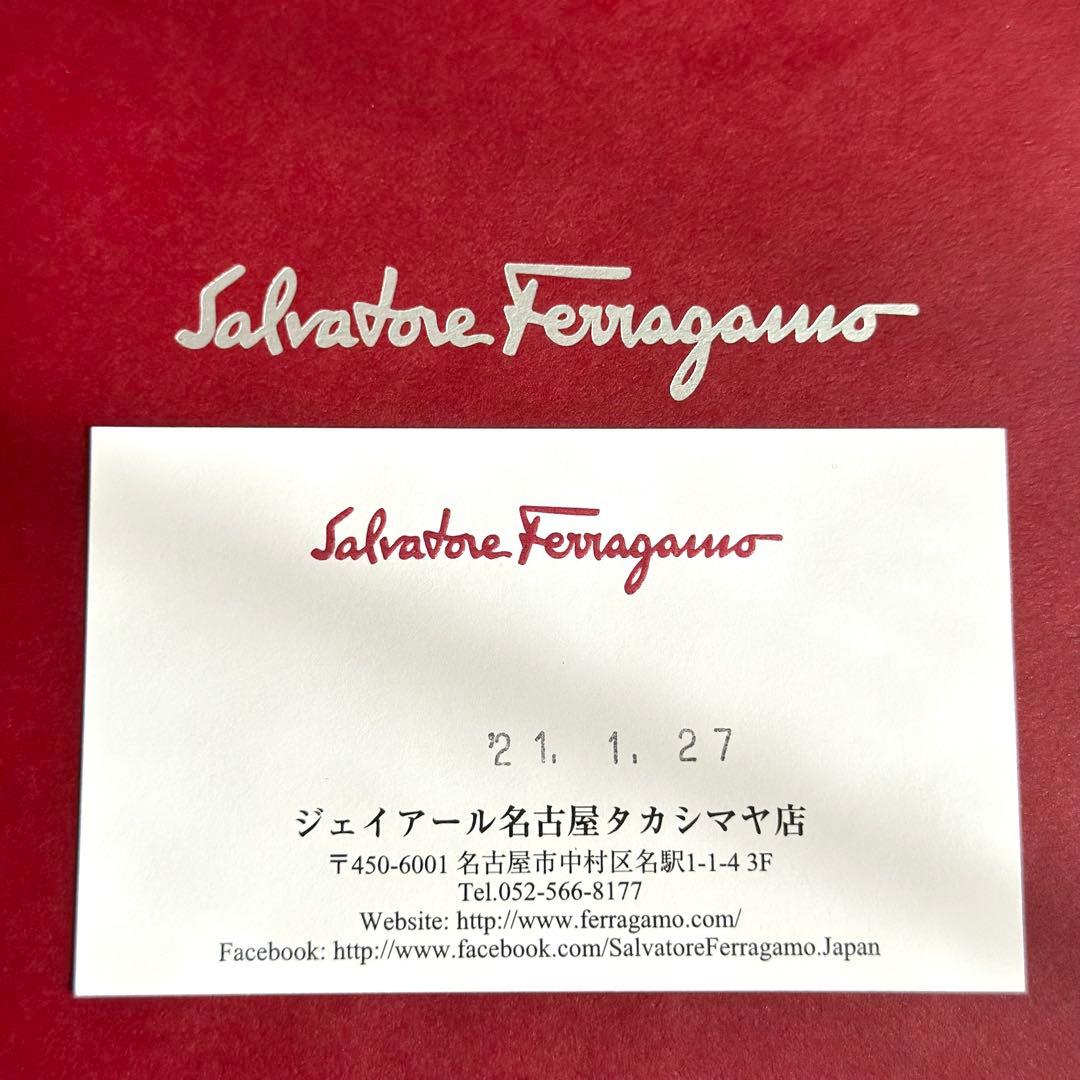 Salvatore Ferragamo
Salvatore Ferragamo
'21. 1. 27
ジェイアール名古屋タカシマヤ店
〒450-6001 名古屋市中村区名駅1-1-4 3F
Tel.052-566-8177
Website: http://www.ferragamo.com/
Facebook: http://www.facebook.com/SalvatoreFerragamo.Japan